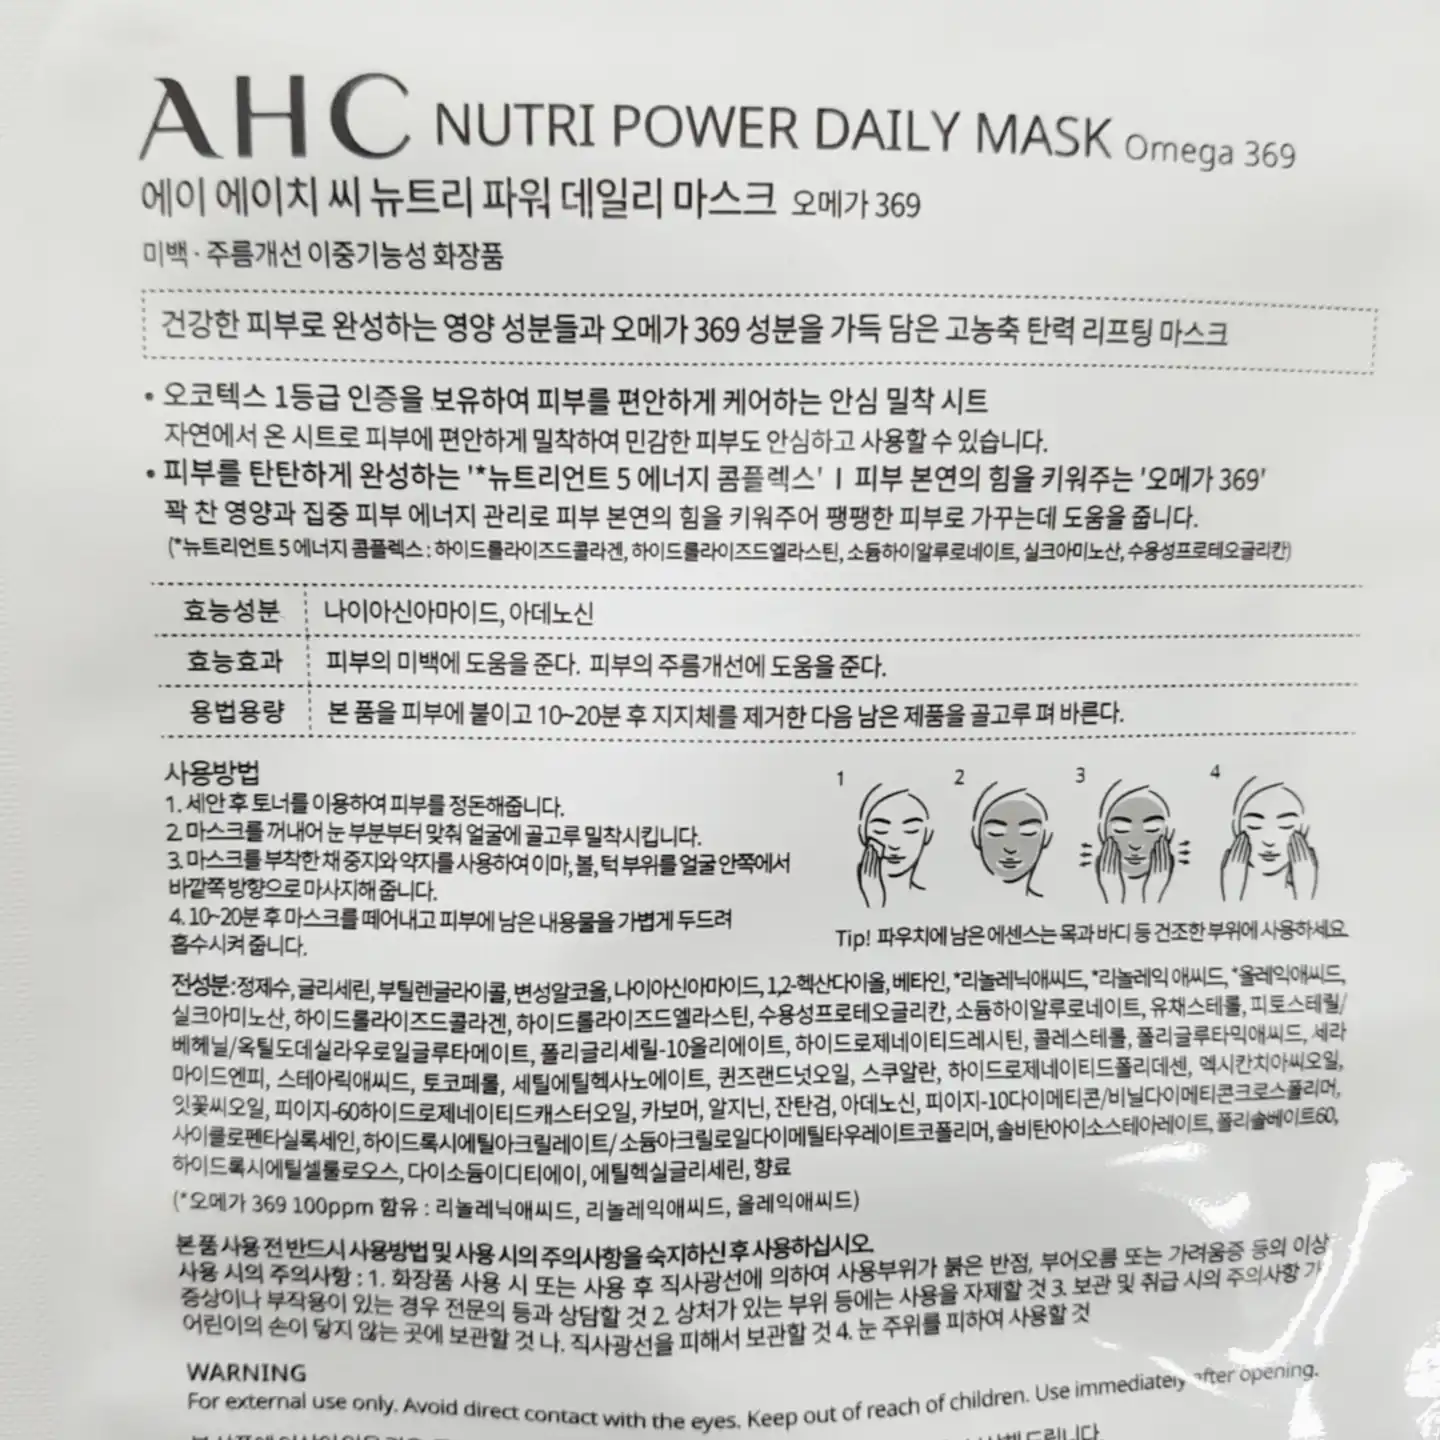 AHC NUTRI POWER DAILY MASK Omega 369
에이 에이치 씨 뉴트리 파워 데일리 마스크 오메가 369
미백 · 주름개선 이중기능성 화장품
건강한 피부로 완성하는 영양 성분들과 오메가 369 성분을 가득 담은 고농축 탄력 리프팅 마스크
• 오코텍스 1등급 인증을 보유하여 피부를 편안하게 케어하는 안심 밀착 시트
자연에서 온 시트로 피부에 편안하게 밀착하여 민감한 피부도 안심하고 사용할 수 있습니다.
• 피부를 탄탄하게 완성하는 '*뉴트리언트 5 에너지 콤플렉스' l 피부 본연의 힘을 키워주는 '오메가 369'
꽉 찬 영양과 집중 피부 에너지 관리로 피부 본연의 힘을 키워주어 팽팽한 피부로 가꾸는데 도움을 줍니다.
(*뉴트리언트 5 에너지 콤플렉스 : 하이드롤라이즈드콜라겐, 하이드롤라이즈드엘라스틴, 소듐하이알루로네이트, 실크아미노산, 수용성프로테오글리칸)
효능성분 나이아신아마이드, 아데노신
효능효과 피부의 미백에 도움을 준다. 피부의 주름개선에 도움을 준다.
용법용량 본 품을 피부에 붙이고 10~20분 후 지지체를 제거한 다음 남은 제품을 골고루 펴 바른다.
사용방법
1. 세안 후 토너를 이용하여 피부를 정돈해줍니다.
2. 마스크를 꺼내어 눈 부분부터 맞춰 얼굴에 골고루 밀착시킵니다.
3. 마스크를 부착한 채 중지와 약지를 사용하여 이마, 볼, 턱 부위를 얼굴 안쪽에서
바깥쪽 방향으로 마사지해 줍니다.
4. 10~20분 후 마스크를 떼어내고 피부에 남은 내용물을 가볍게 두드려
흡수시켜 줍니다.
1 2 3 4
Tip! 파우치에 남은 에센스는 목과 바디 등 건조한 부위에 사용하세요.
전성분 : 정제수, 글리세린, 부틸렌글라이콜, 변성알코올, 나이아신아마이드, 1,2-헥산다이올, 베타인, *리놀레닉애씨드, *리놀레익 애씨드, *올레익애씨드,
실크아미노산, 하이드롤라이즈드콜라겐, 하이드롤라이즈드엘라스틴, 수용성프로테오글리칸, 소듐하이알루로네이트, 유채스테롤, 피토스테릴/
베헤닐/옥틸도데실라우로일글루타메이트, 폴리글리세릴-10올리에이트, 하이드로제네이티드레시틴, 콜레스테롤, 폴리글루타믹애씨드, 세라
마이드엔피, 스테아릭애씨드, 토코페롤, 세틸에틸헥사노에이트, 퀸즈랜드넛오일, 스쿠알란, 하이드로제네이티드폴리데센, 멕시칸치아씨오일,
잇꽃씨오일, 피이지-60하이드로제네이티드캐스터오일, 카보머, 알지닌, 잔탄검, 아데노신, 피이지-10다이메티콘/비닐다이메티콘크로스폴리머,
사이클로펜타실록세인, 하이드록시에틸아크릴레이트/소듐아크릴로일다이메틸타우레이트코폴리머, 솔비탄아이소스테아레이트, 폴리솔베이트60,
하이드록시에틸셀룰로오스, 다이소듐이디티에이, 에틸헥실글리세린, 향료
(*오메가 369 100ppm 함유 : 리놀레닉애씨드, 리놀레익애씨드, 올레익애씨드)
본 품 사용 전 반드시 사용방법 및 사용 시의 주의사항을 숙지하신 후 사용하십시오.
사용 시의 주의사항 : 1. 화장품 사용 시 또는 사용 후 직사광선에 의하여 사용부위가 붉은 반점, 부어오름 또는 가려움증 등의 이상
증상이나 부작용이 있는 경우 전문의 등과 상담할 것 2. 상처가 있는 부위 등에는 사용을 자제할 것 3. 보관 및 취급 시의 주의사항 가.
어린이의 손이 닿지 않는 곳에 보관할 것 나. 직사광선을 피해서 보관할 것 4. 눈 주위를 피하여 사용할 것
WARNING
For external use only. Avoid direct contact with the eyes. Keep out of reach of children. Use immediately after opening.